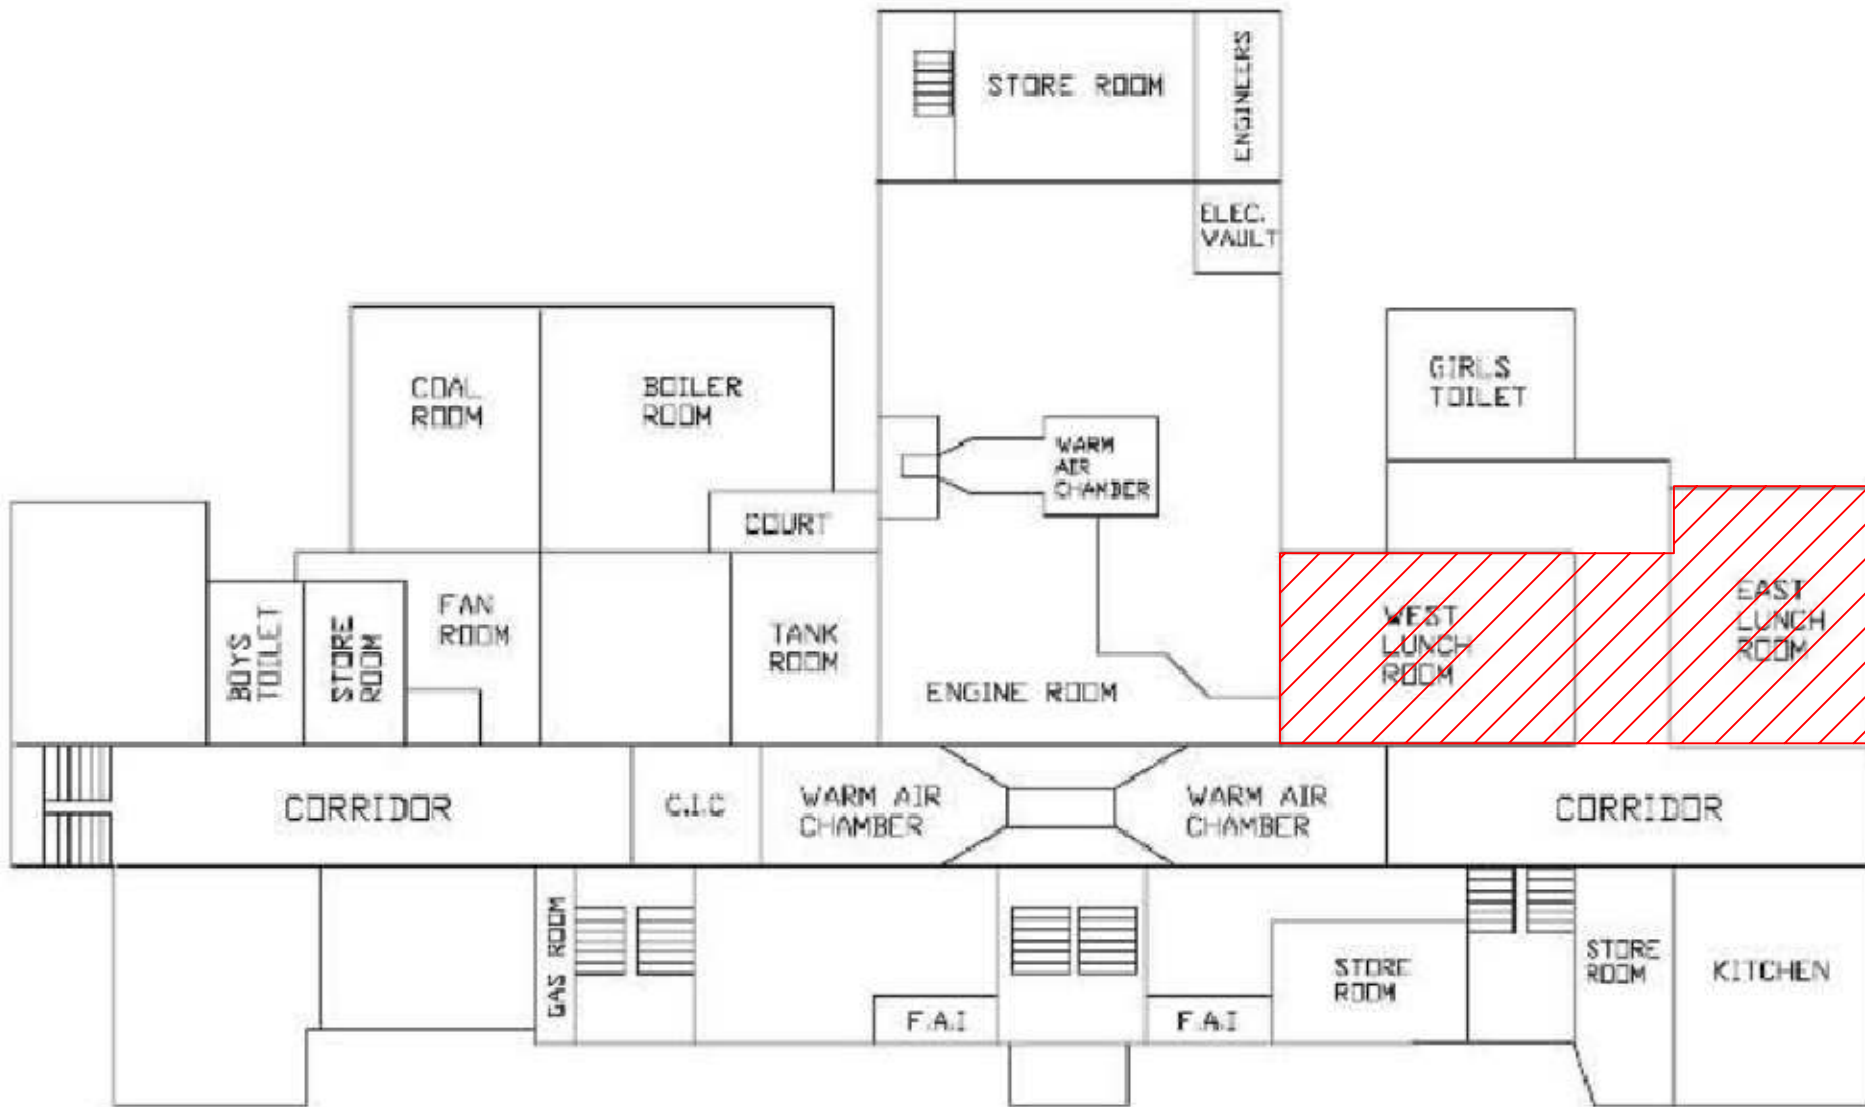 STORE ROOM
ENGINEERS
ELEC.
VAULT
COAL
ROOM
BOILER
ROOM
GIRLS
TOILET
WARM
AIR
CHAMBER
COURT
BOYS
TOILET
STORE
ROOM
FAN
ROOM
TANK
ROOM
ENGINE ROOM
WEST
LUNCH
ROOM
EAST
LUNCH
ROOM
CORRIDOR
C.I.C
WARM AIR
CHAMBER
WARM AIR
CHAMBER
CORRIDOR
GAS ROOM
F.A.I
F.A.I
STORE
ROOM
STORE
ROOM
KITCHEN